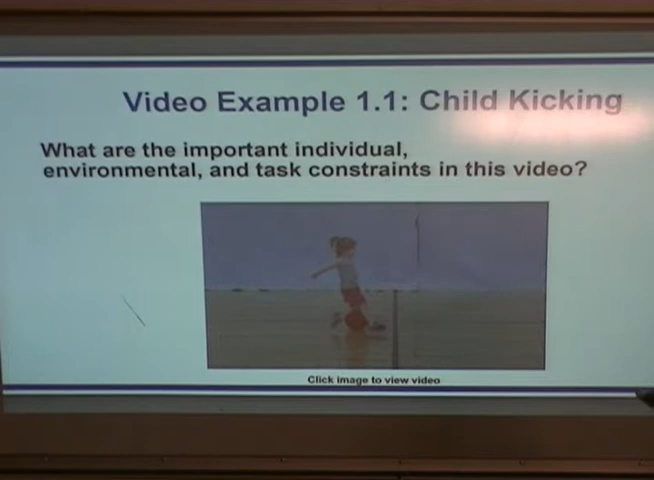 Video Example 1.1: Child Kicking
What are the important individual,
environmental, and task constraints in this video?
Click image to view video